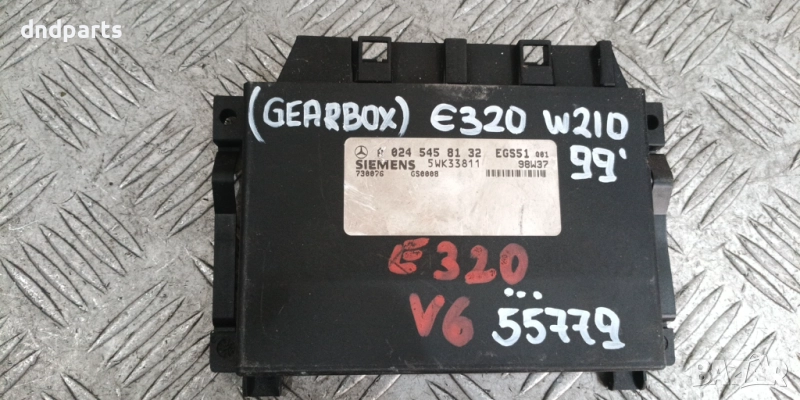 dndparts
(GEARBOX) E320 W210
99'
024 545 81 32 EGS51 001
SIEMENS 5WK33811 98W37
730076 GS0008
E320
V6 55779
BAZAR